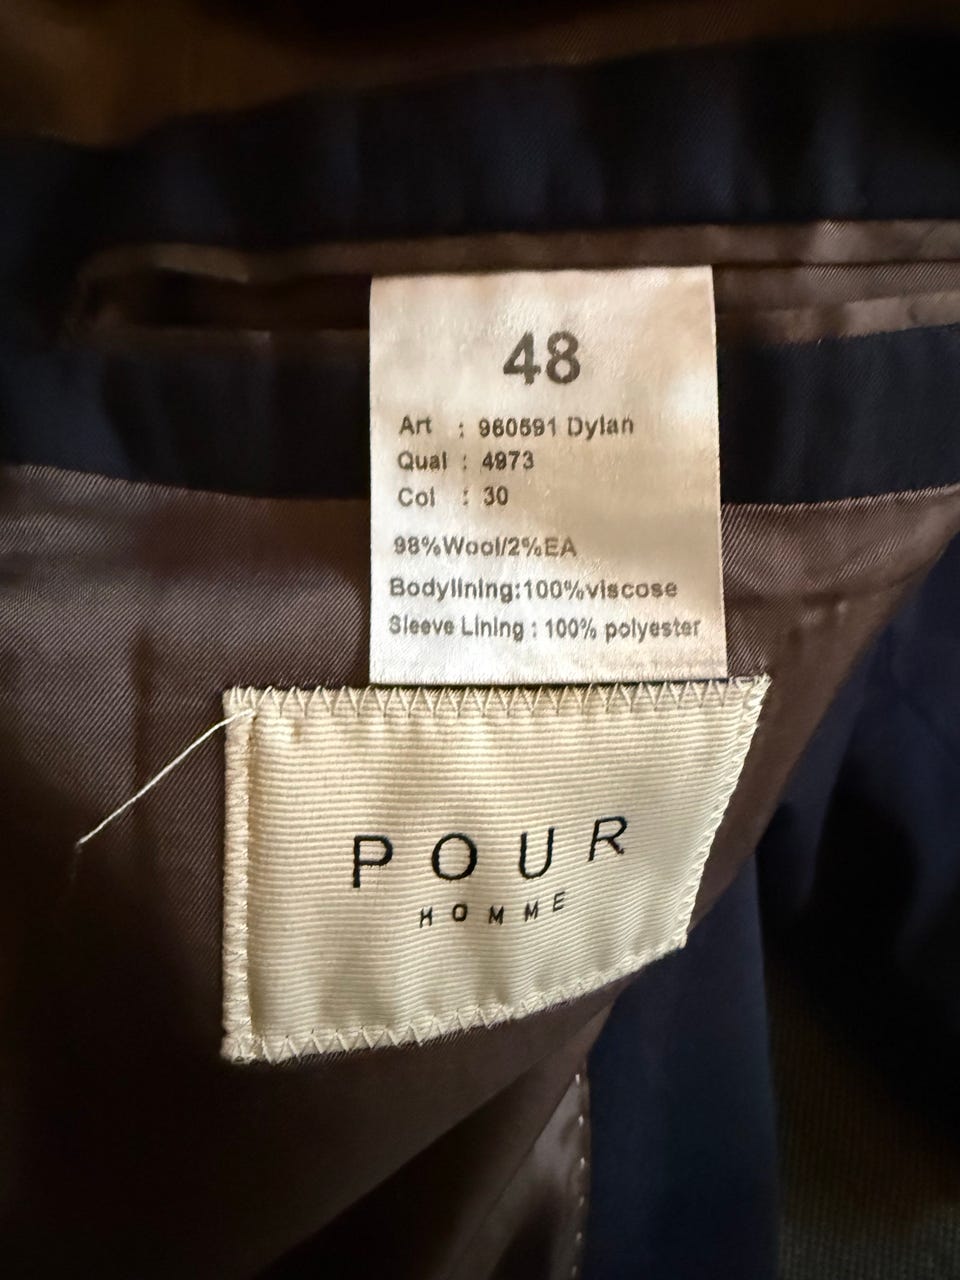 48
Art : 960591 Dylan
Qual : 4973
Col : 30
98%Wool/2%EA
Bodylining:100%viscose
Sleeve Lining : 100% polyester
POUR
HOMME